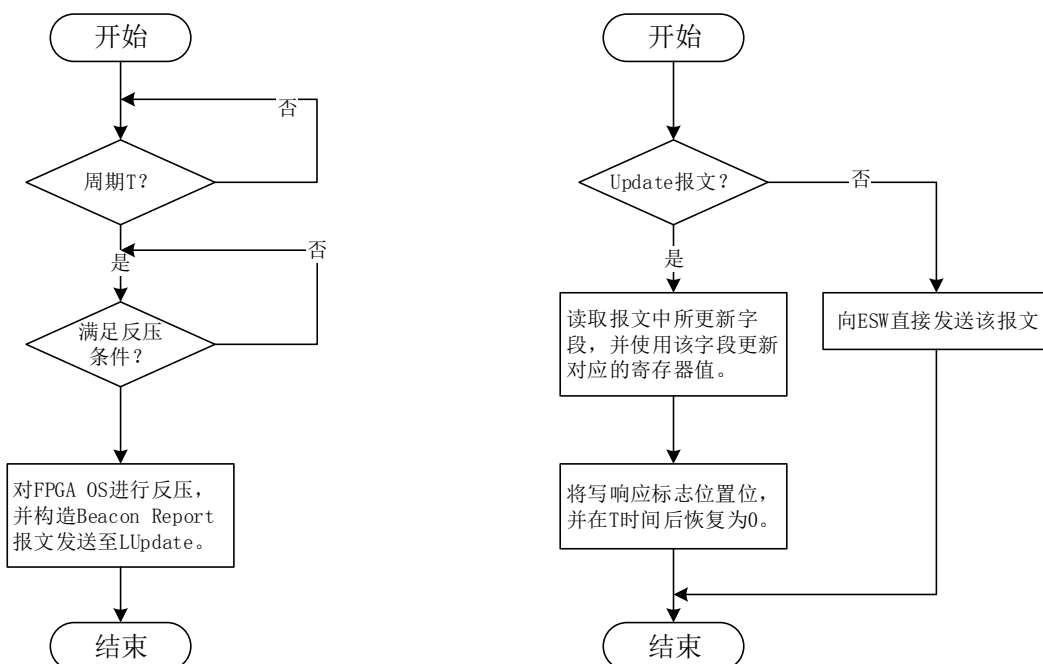 开始
否
周期T?
是
否
满足反压
条件?
对FPGA OS进行反压，
并构造Beacon Report
报文发送至LUpdate。
结束
开始
Update报文?
否
是
读取报文中所更新字
段，并使用该字段更新
对应的寄存器值。
向ESW直接发送该报文
将写响应标志位置位，
并在T时间后恢复为0。
结束